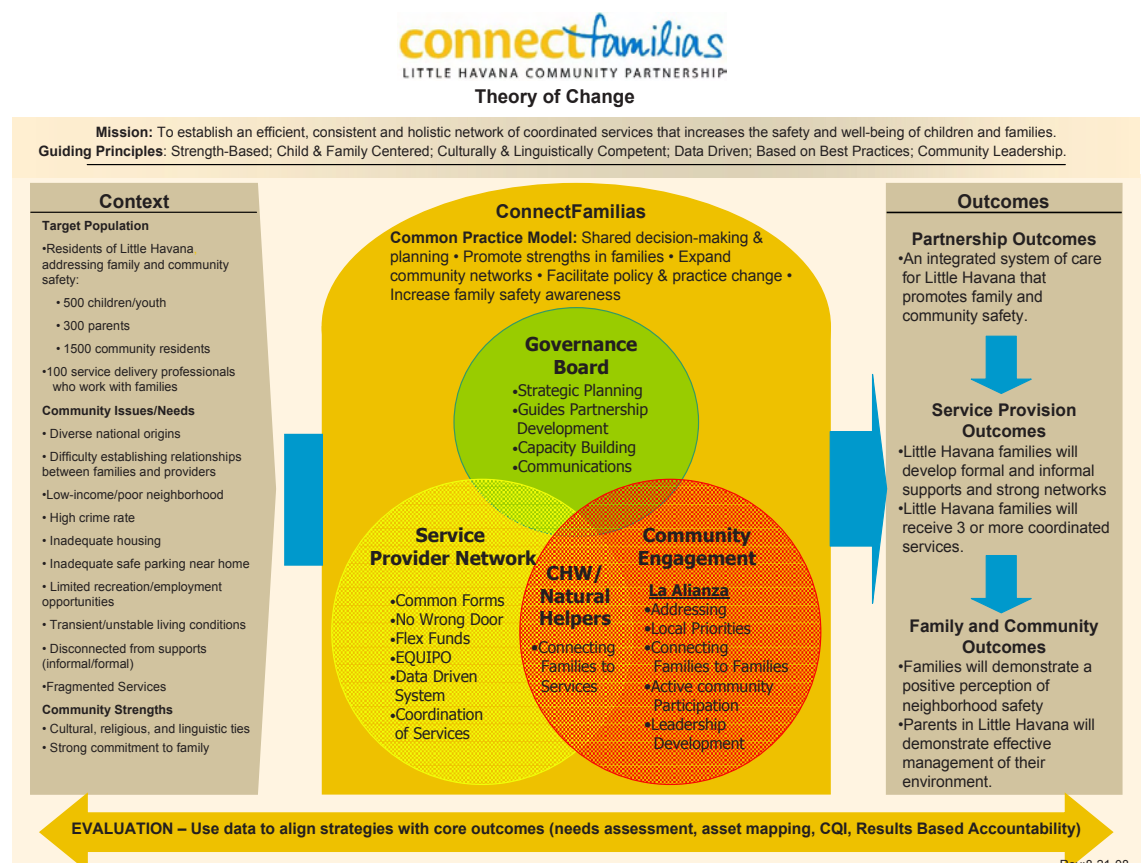 connectfamilias
LITTLE HAVANA COMMUNITY PARTNERSHIP
Theory of Change
Mission: To establish an efficient, consistent and holistic network of coordinated services that increases the safety and well-being of children and families.
Guiding Principles: Strength-Based; Child & Family Centered; Culturally & Linguistically Competent; Data Driven; Based on Best Practices; Community Leadership.
Context
Target Population
•Residents of Little Havana
addressing family and community
safety:
• 500 children/youth
• 300 parents
• 1500 community residents
•100 service delivery professionals
who work with families
Community Issues/Needs
• Diverse national origins
• Difficulty establishing relationships
between families and providers
•Low-income/poor neighborhood
• High crime rate
• Inadequate housing
• Inadequate safe parking near home
• Limited recreation/employment
opportunities
• Transient/unstable living conditions
• Disconnected from supports
(informal/formal)
•Fragmented Services
Community Strengths
• Cultural, religious, and linguistic ties
• Strong commitment to family
ConnectFamilias
Common Practice Model: Shared decision-making &
planning • Promote strengths in families • Expand
community networks • Facilitate policy & practice change •
Increase family safety awareness
Governance
Board
•Strategic Planning
•Guides Partnership
Development
•Capacity Building
•Communications
Service
Provider Network
•Common Forms
•No Wrong Door
•Flex Funds
•EQUIPO
•Data Driven
System
•Coordination
of Services
CHW/
Natural
Helpers
•Connecting
Families to
Services
Community
Engagement
La Alianza
•Addressing
•Local Priorities
•Connecting
Families to Families
•Active community
Participation
•Leadership
Development
Outcomes
Partnership Outcomes
•An integrated system of care
for Little Havana that
promotes family and
community safety.
Service Provision
Outcomes
•Little Havana families will
develop formal and informal
supports and strong networks
•Little Havana families will
receive 3 or more coordinated
services.
Family and Community
Outcomes
•Families will demonstrate a
positive perception of
neighborhood safety
•Parents in Little Havana will
demonstrate effective
management of their
environment.
EVALUATION – Use data to align strategies with core outcomes (needs assessment, asset mapping, CQI, Results Based Accountability)